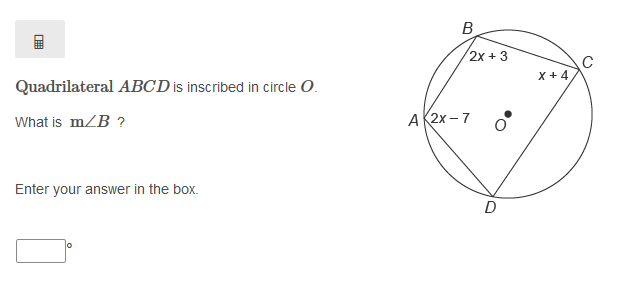 Quadrilateral ABCD is inscribed in circle O.
What is m∠B ?
Enter your answer in the box.
°
B
2x + 3
C
x + 4
A
2x – 7
O
D